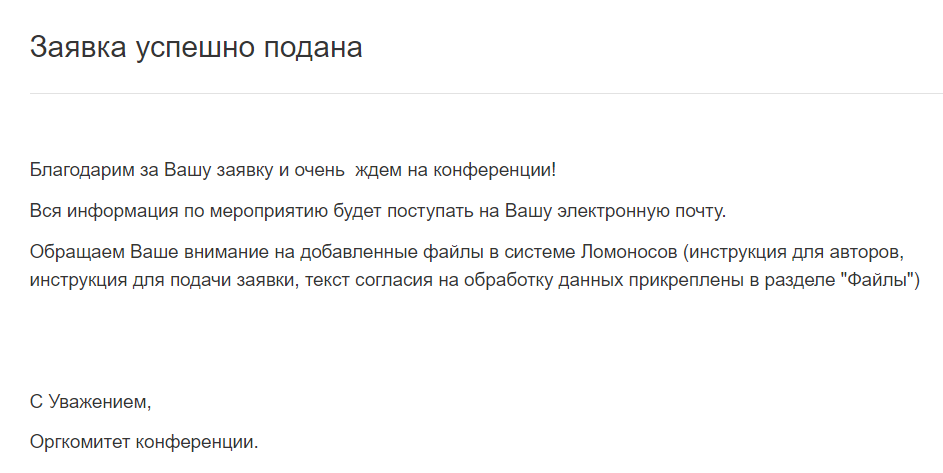 Заявка успешно подана
Благодарим за Вашу заявку и очень  ждем на конференции!
Вся информация по мероприятию будет поступать на Вашу электронную почту.
Обращаем Ваше внимание на добавленные файлы в системе Ломоносов (инструкция для авторов,
инструкция для подачи заявки, текст согласия на обработку данных прикреплены в разделе "Файлы")
С Уважением,
Оргкомитет конференции.